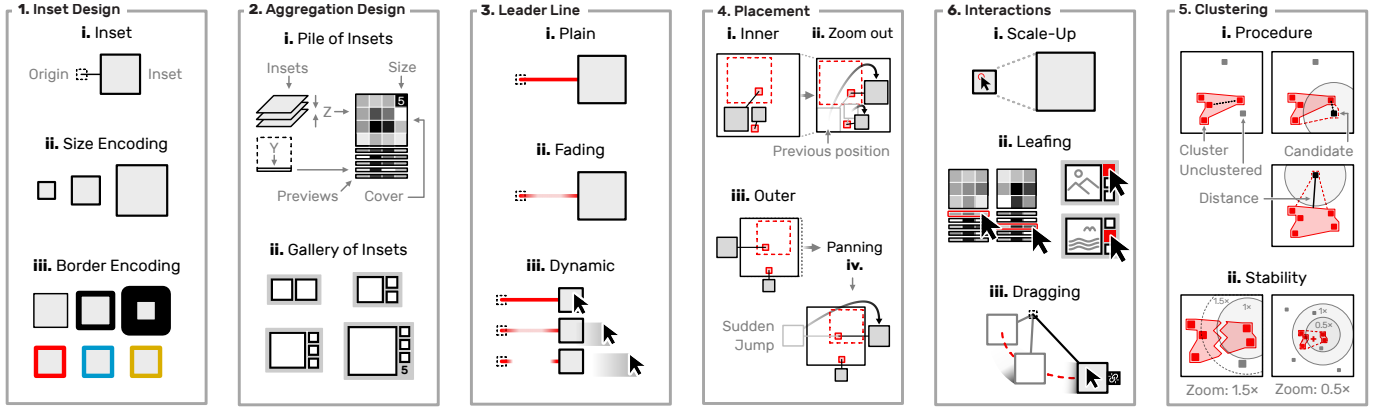 1. Inset Design
i. Inset
Origin
Inset
ii. Size Encoding
iii. Border Encoding
2. Aggregation Design
i. Pile of Insets
Insets
Size
5
Z
Y
Previews
Cover
ii. Gallery of Insets
5
3. Leader Line
i. Plain
ii. Fading
iii. Dynamic
4. Placement
i. Inner
ii. Zoom out
Previous position
iii. Outer
Panning
iv.
Sudden
Jump
6. Interactions
i. Scale-Up
ii. Leafing
iii. Dragging
5. Clustering
i. Procedure
Cluster
Candidate
Unclustered
Distance
ii. Stability
1.5×
1×
1×
0.5×
Zoom: 1.5×
Zoom: 0.5×